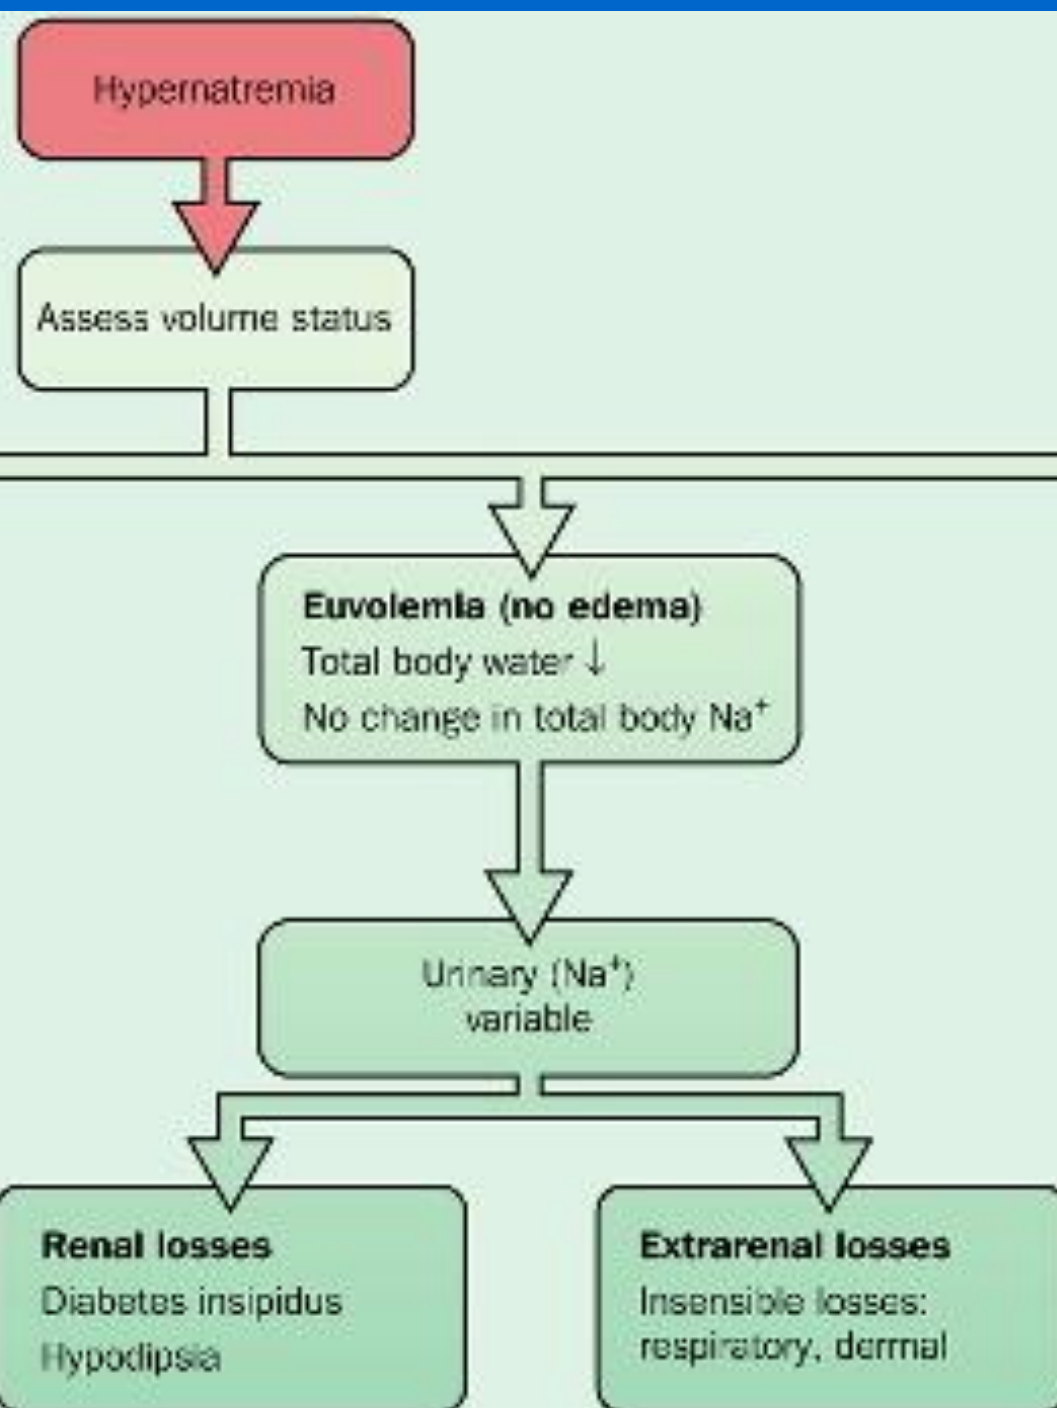 Hypernatremia
Assess volume status
Euvolemia (no edema)
Total body water ↓
No change in total body Na⁺
Urinary (Na⁺)
variable
Renal losses
Diabetes insipidus
Hypodipsia
Extrarenal losses
Insensible losses:
respiratory, dermal